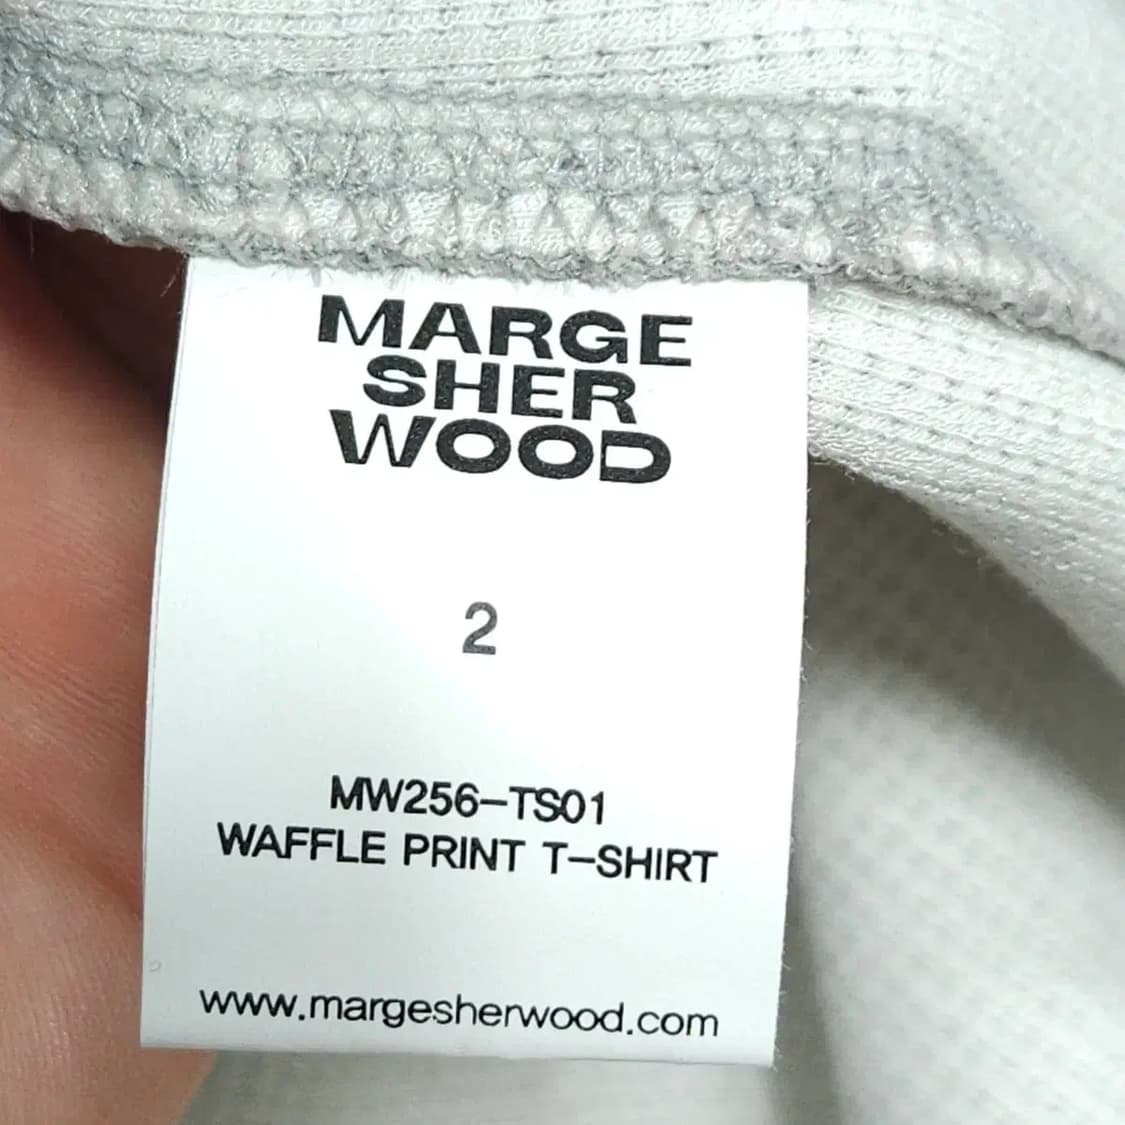 MARGE
SHER
WOOD
2
MW256-TS01
WAFFLE PRINT T-SHIRT
www.margesherwood.com